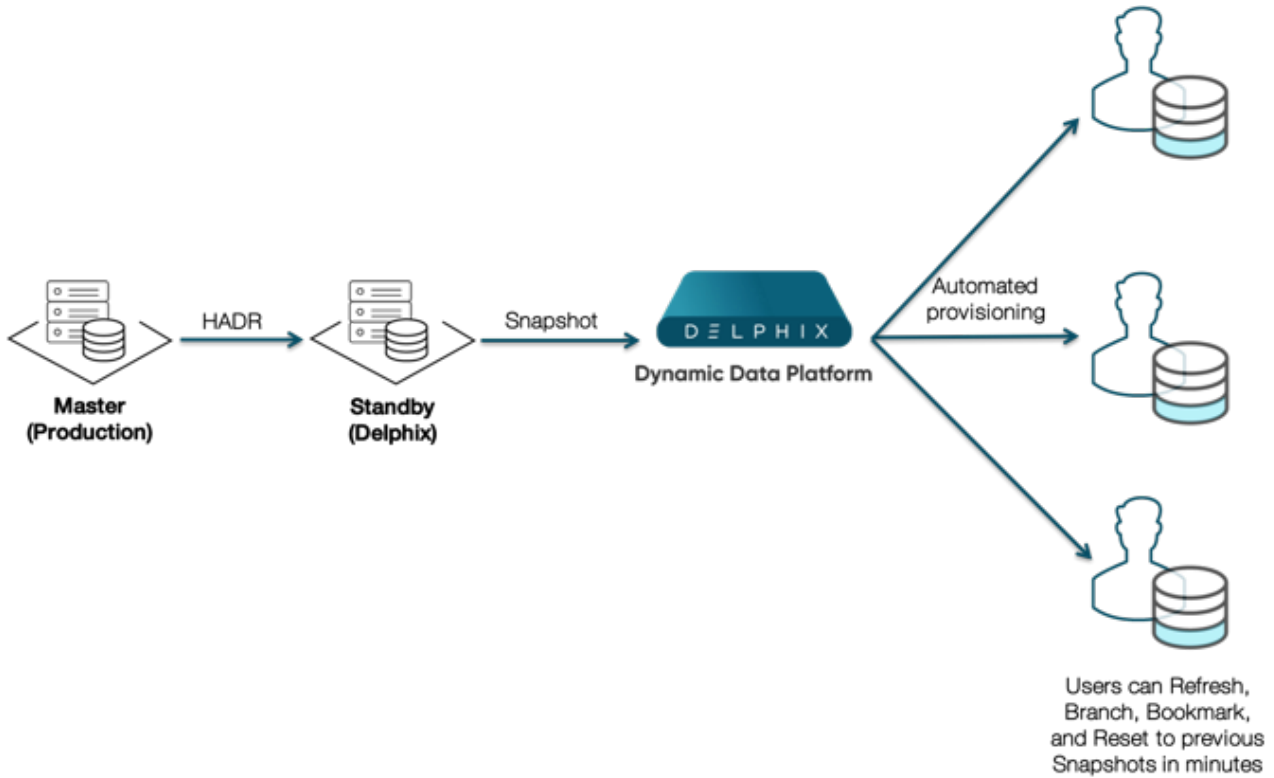 HADR
Snapshot
Automated
provisioning
DELPHIX
Dynamic Data Platform
Master
(Production)
Standby
(Delphix)
Users can Refresh,
Branch, Bookmark,
and Reset to previous
Snapshots in minutes